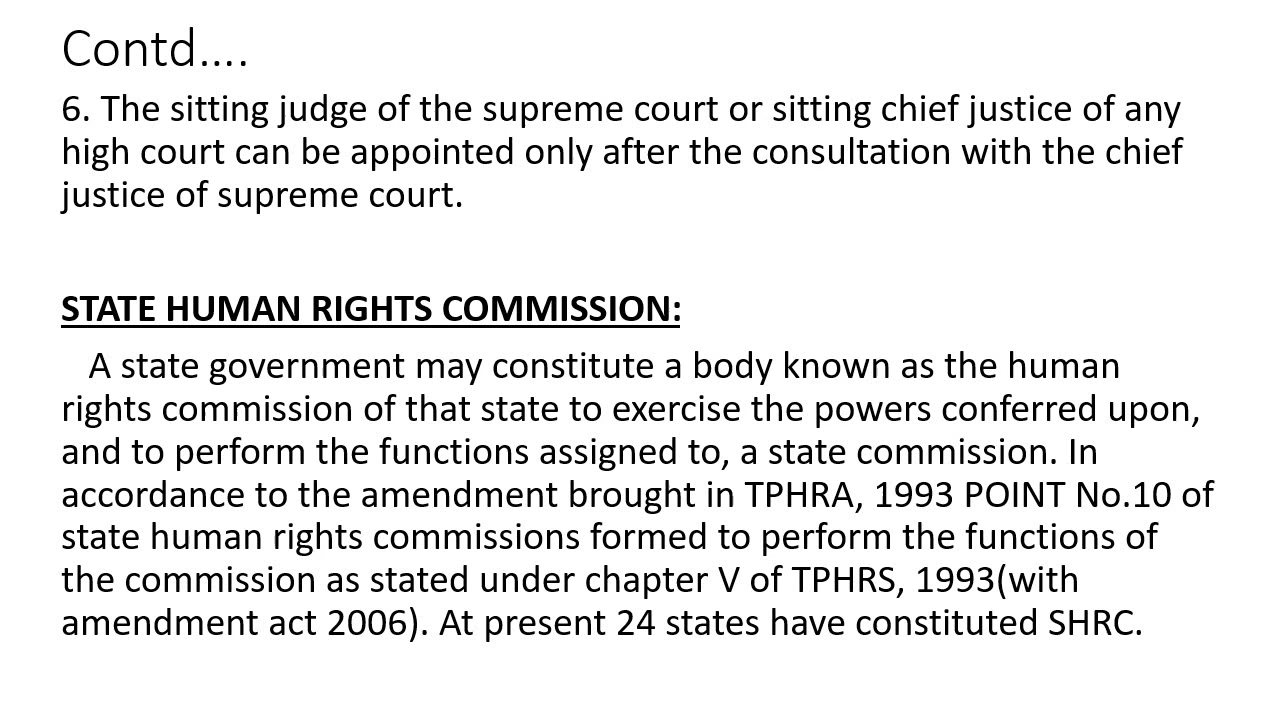 Contd....
6. The sitting judge of the supreme court or sitting chief justice of any
high court can be appointed only after the consultation with the chief
justice of supreme court.
STATE HUMAN RIGHTS COMMISSION:
A state government may constitute a body known as the human
rights commission of that state to exercise the powers conferred upon,
and to perform the functions assigned to, a state commission. In
accordance to the amendment brought in TPHRA, 1993 POINT No.10 of
state human rights commissions formed to perform the functions of
the commission as stated under chapter V of TPHRS, 1993(with
amendment act 2006). At present 24 states have constituted SHRC.